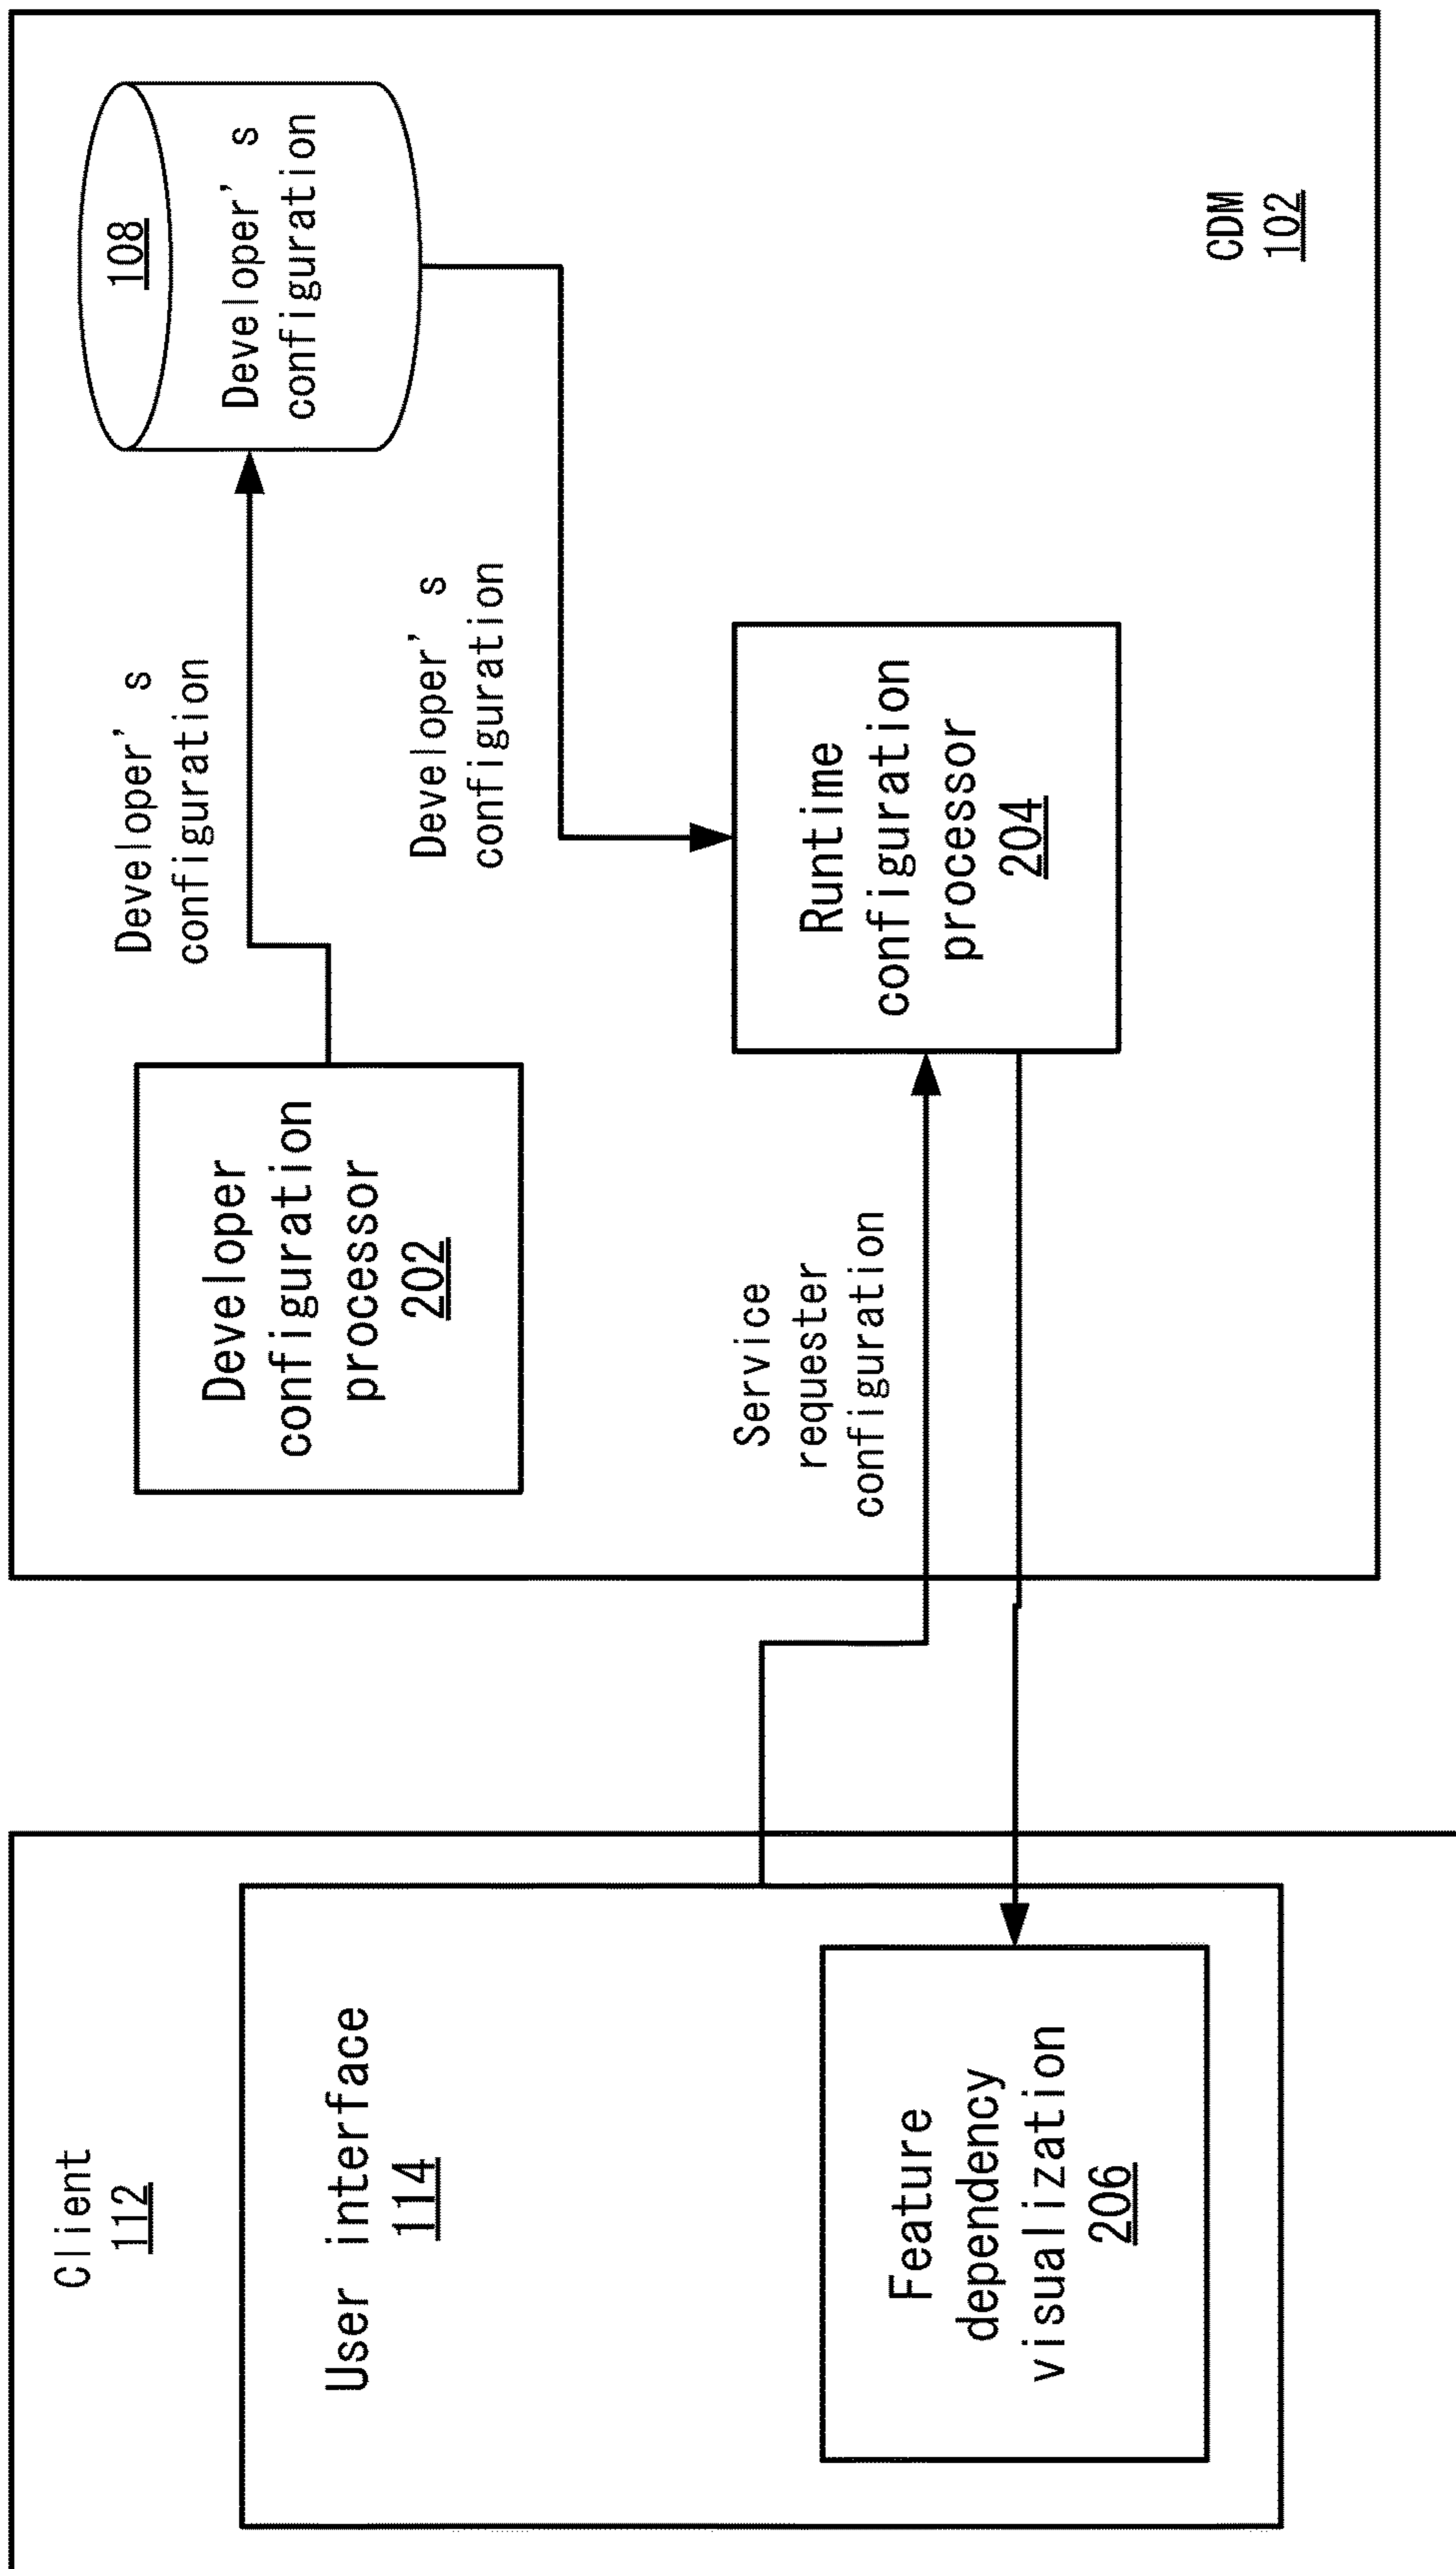 Client
112
User interface
114
Feature
dependency
visualization
206
Developer
configuration
processor
202
Developer's
configuration
108
Developer's
configuration
Developer's
configuration
Service
requester
configuration
Runtime
configuration
processor
204
CDM
102